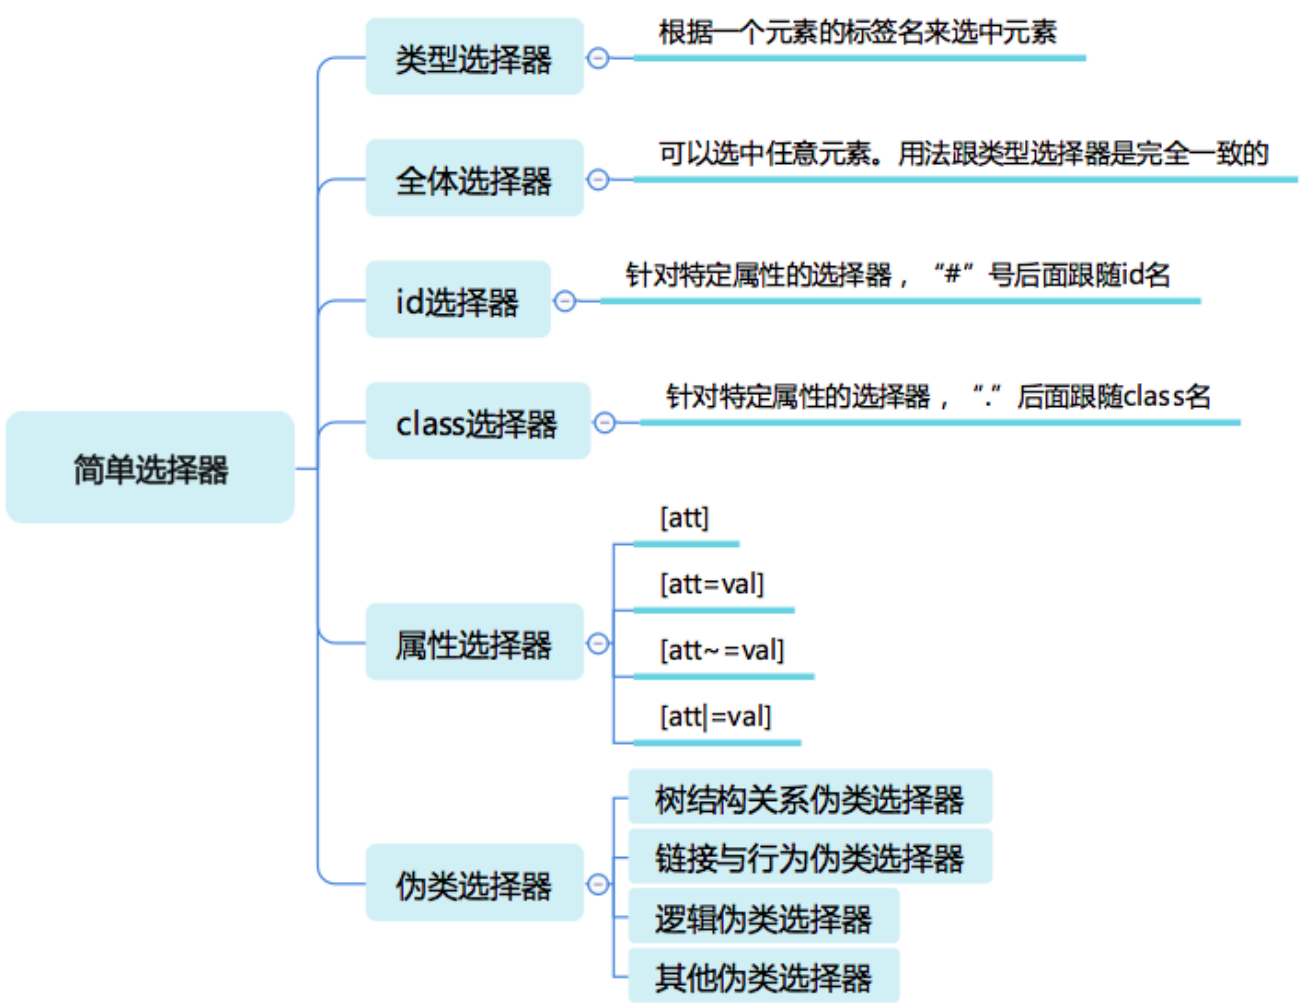 简单选择器
类型选择器
根据一个元素的标签名来选中元素
全体选择器
可以选中任意元素。用法跟类型选择器是完全一致的
id选择器
针对特定属性的选择器，“#”号后面跟随id名
class选择器
针对特定属性的选择器，“.”后面跟随class名
属性选择器
[att]
[att=val]
[att~=val]
[att|=val]
伪类选择器
树结构关系伪类选择器
链接与行为伪类选择器
逻辑伪类选择器
其他伪类选择器